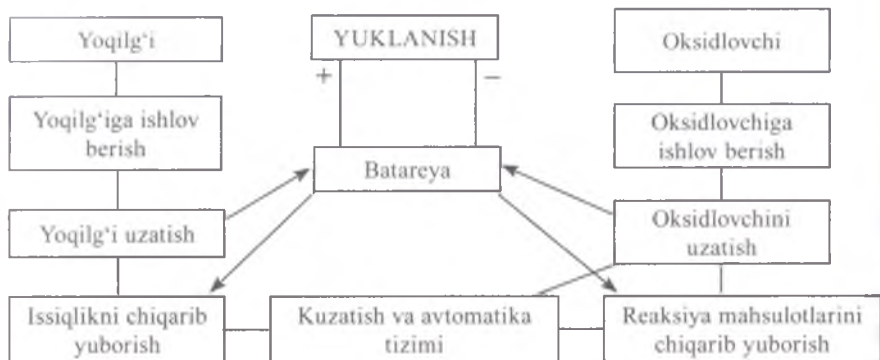 Yoqilg‘i
YUKLANISH
Oksidlovchi
+
–
Yoqilg‘iga ishlov
berish
Oksidlovchiga
ishlov berish
Batareya
Yoqilg‘i uzatish
Oksidlovchini
uzatish
Issiqlikni chiqarib
yuborish
Kuzatish va avtomatika
tizimi
Reaksiya mahsulotlarini
chiqarib yuborish